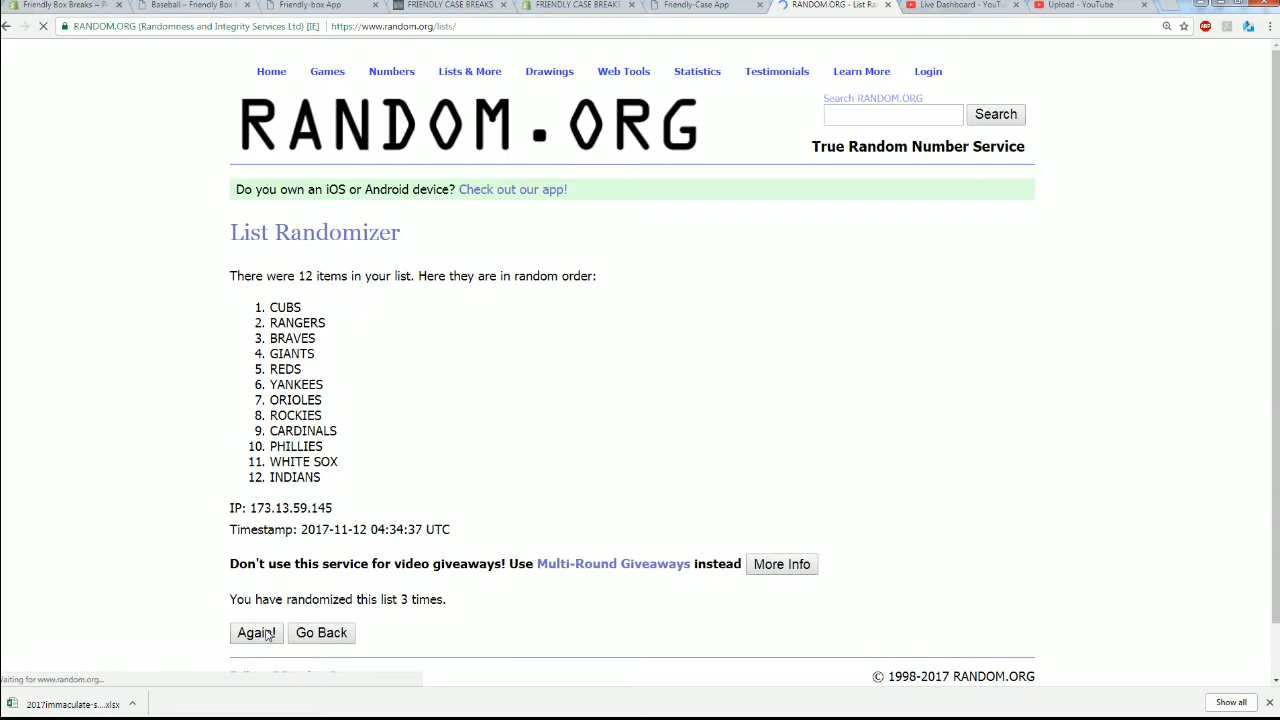 Friendly Box Breaks – P
Baseball – Friendly Box
Friendly-box App
FRIENDLY CASE BREAKS
FRIENDLY CASE BREAKS
Friendly-Case App
RANDOM.ORG - List R
Live Dashboard - YouTu
Upload - YouTube
RANDOM.ORG (Randomness and Integrity Services Ltd) [IE] https://www.random.org/lists/
Home Games Numbers Lists & More Drawings Web Tools Statistics Testimonials Learn More Login
RANDOM.ORG
Search RANDOM.ORG
Search
True Random Number Service
Do you own an iOS or Android device? Check out our app!
List Randomizer
There were 12 items in your list. Here they are in random order:
1. CUBS
2. RANGERS
3. BRAVES
4. GIANTS
5. REDS
6. YANKEES
7. ORIOLES
8. ROCKIES
9. CARDINALS
10. PHILLIES
11. WHITE SOX
12. INDIANS
IP: 173.13.59.145
Timestamp: 2017-11-12 04:34:37 UTC
Don't use this service for video giveaways! Use Multi-Round Giveaways instead More Info
You have randomized this list 3 times.
Again! Go Back
© 1998-2017 RANDOM.ORG
Waiting for www.random.org...
2017immaculate-s....xlsx
Show all